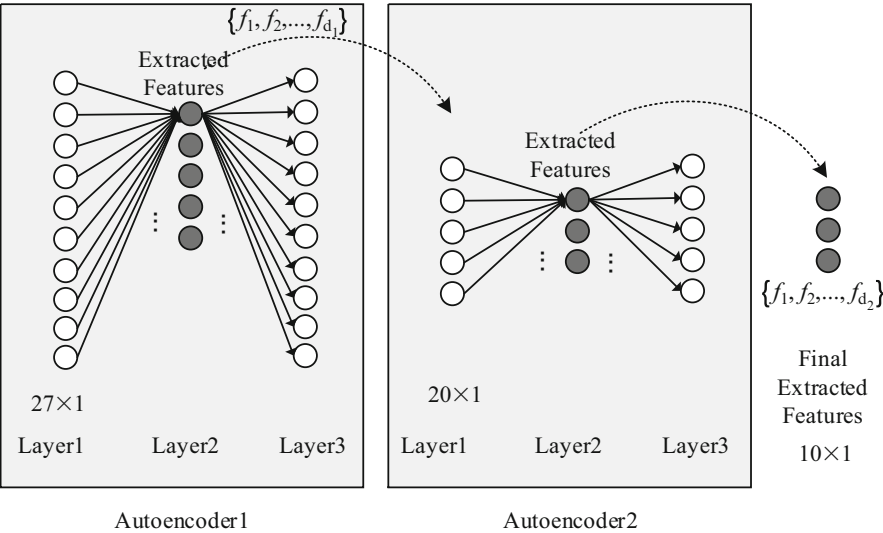 {f1, f2,..., fd1}
Extracted
Features
27×1
Layer1
Layer2
Layer3
Autoencoder1
Extracted
Features
20×1
Layer1
Layer2
Layer3
Autoencoder2
{f1, f2,..., fd2}
Final
Extracted
Features
10×1